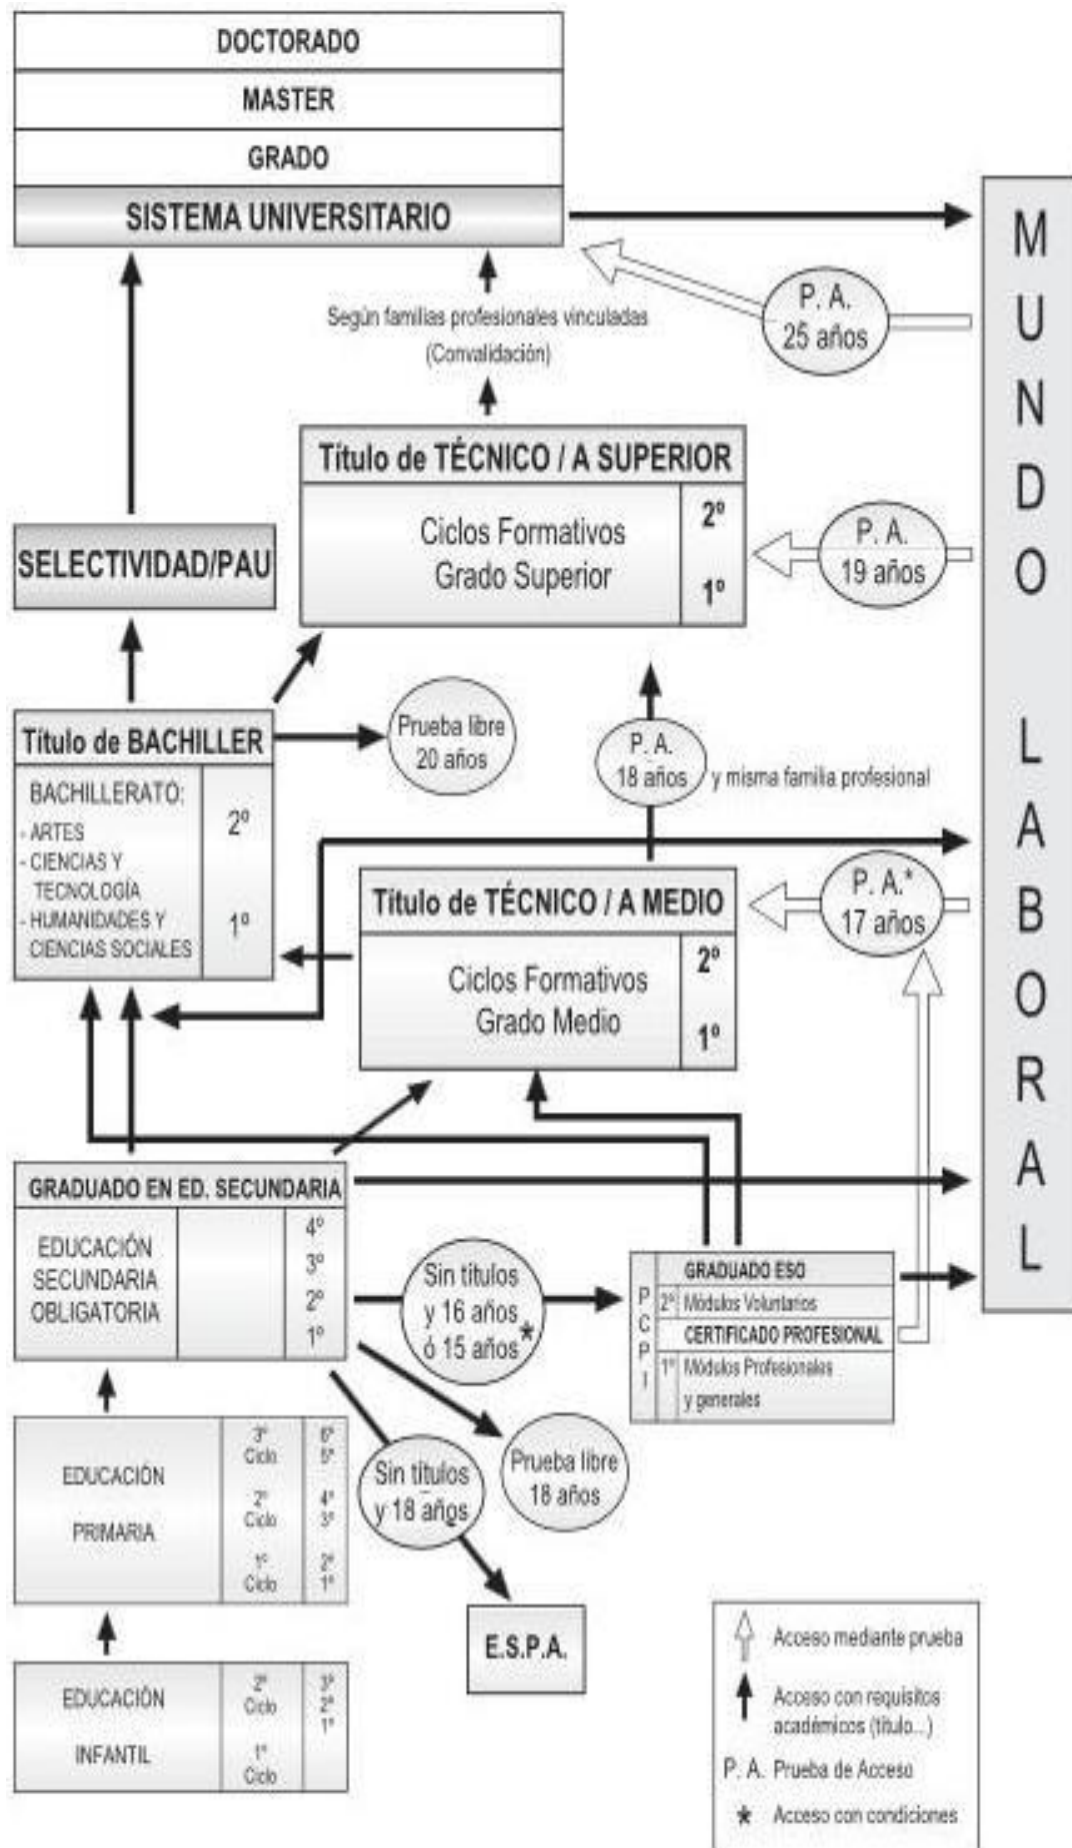 DOCTORADO
MASTER
GRADO
SISTEMA UNIVERSITARIO
P. A.
25 años
Según familias profesionales vinculadas
(Convalidación)
MUNDO LABORAL
Título de TÉCNICO / A SUPERIOR
Ciclos Formativos
Grado Superior
2º
1º
P. A.
19 años
SELECTIVIDAD/PAU
Título de BACHILLER
BACHILLERATO:
- ARTES
- CIENCIAS Y
TECNOLOGÍA
- HUMANIDADES Y
CIENCIAS SOCIALES
2º
1º
Prueba libre
20 años
P. A.
18 años
y misma familia profesional
Título de TÉCNICO / A MEDIO
Ciclos Formativos
Grado Medio
2º
1º
P. A.*
17 años
GRADUADO EN ED. SECUNDARIA
EDUCACIÓN
SECUNDARIA
OBLIGATORIA
4º
3º
2º
1º
Sin títulos
y 16 años
ó 15 años *
PCPI
GRADUADO ESO
2º Módulos Voluntarios
CERTIFICADO PROFESIONAL
1º Módulos Profesionales
y generales
EDUCACIÓN
PRIMARIA
3º
Ciclo
2º
Ciclo
1º
Ciclo
6º
5º
4º
3º
2º
1º
Sin títulos
y 18 años
Prueba libre
18 años
E.S.P.A.
EDUCACIÓN
INFANTIL
2º
Ciclo
1º
Ciclo
3º
2º
1º
Acceso mediante prueba
Acceso con requisitos
académicos (título...)
P. A. Prueba de Acceso
* Acceso con condiciones